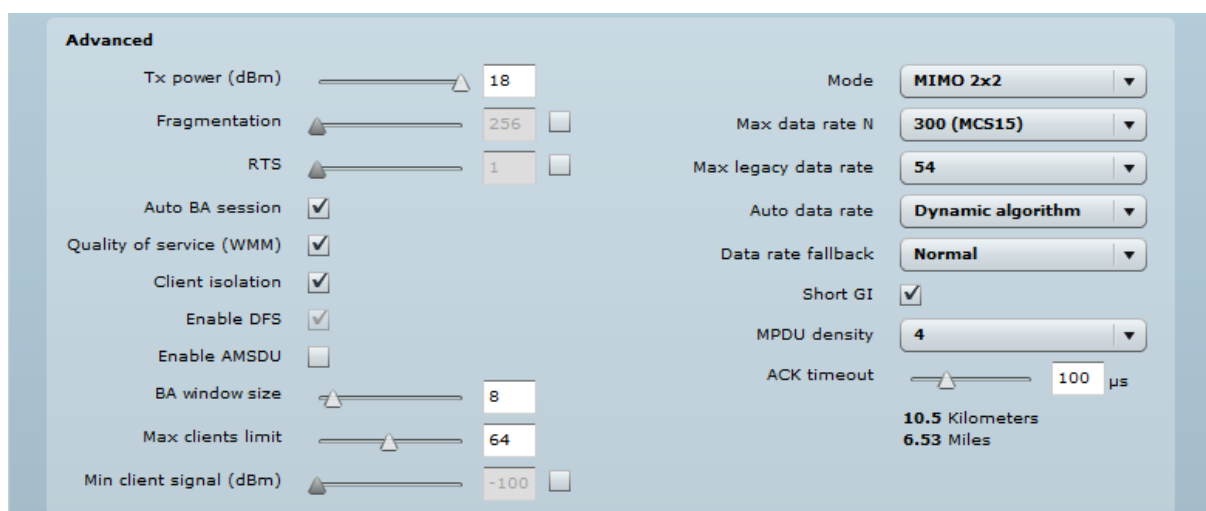 Advanced
Tx power (dBm) 18
Fragmentation 256
RTS 1
Auto BA session
Quality of service (WMM)
Client isolation
Enable DFS
Enable AMSDU
BA window size 8
Max clients limit 64
Min client signal (dBm) -100
Mode MIMO 2x2
Max data rate N 300 (MCS15)
Max legacy data rate 54
Auto data rate Dynamic algorithm
Data rate fallback Normal
Short GI
MPDU density 4
ACK timeout 100 µs
10.5 Kilometers
6.53 Miles